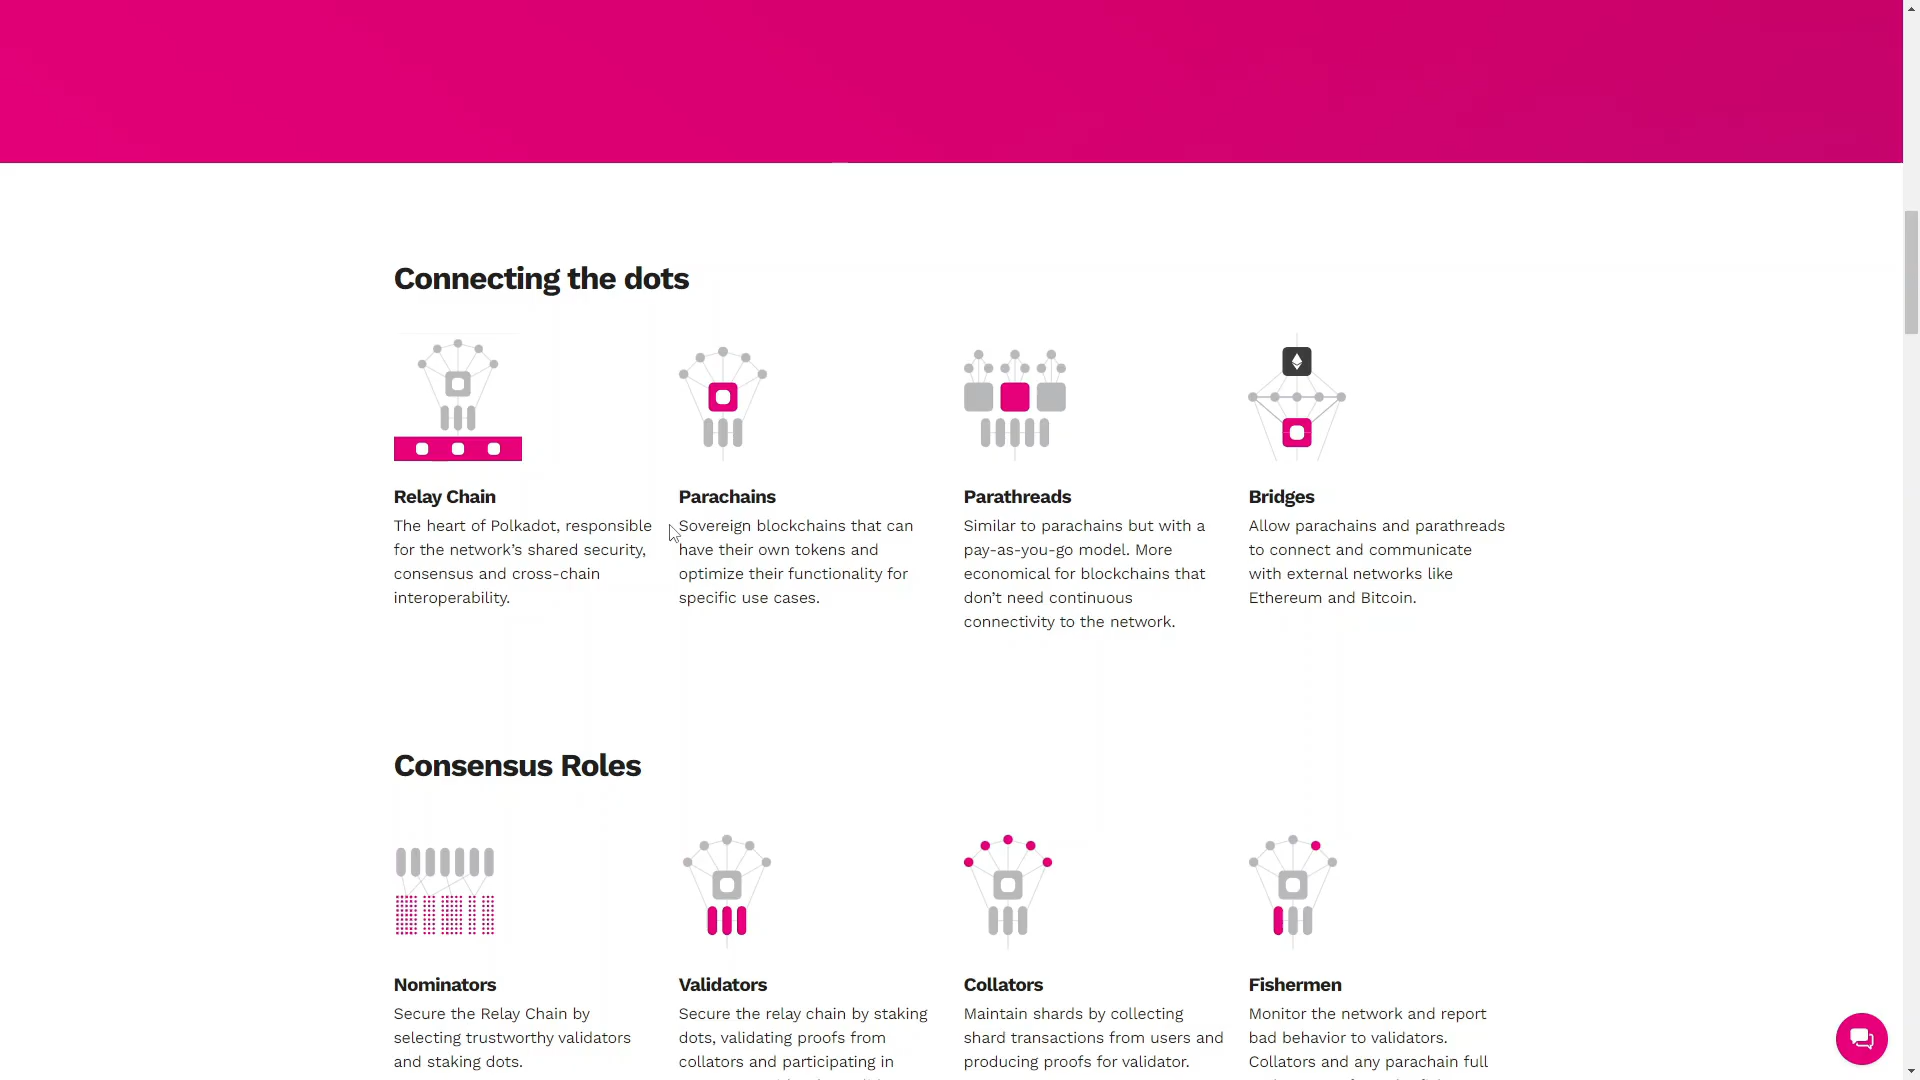 Connecting the dots
Relay Chain
The heart of Polkadot, responsible
for the network’s shared security,
consensus and cross-chain
interoperability.
Parachains
Sovereign blockchains that can
have their own tokens and
optimize their functionality for
specific use cases.
Parathreads
Similar to parachains but with a
pay-as-you-go model. More
economical for blockchains that
don’t need continuous
connectivity to the network.
Bridges
Allow parachains and parathreads
to connect and communicate
with external networks like
Ethereum and Bitcoin.
Consensus Roles
Nominators
Secure the Relay Chain by
selecting trustworthy validators
and staking dots.
Validators
Secure the relay chain by staking
dots, validating proofs from
collators and participating in
Collators
Maintain shards by collecting
shard transactions from users and
producing proofs for validator.
Fishermen
Monitor the network and report
bad behavior to validators.
Collators and any parachain full